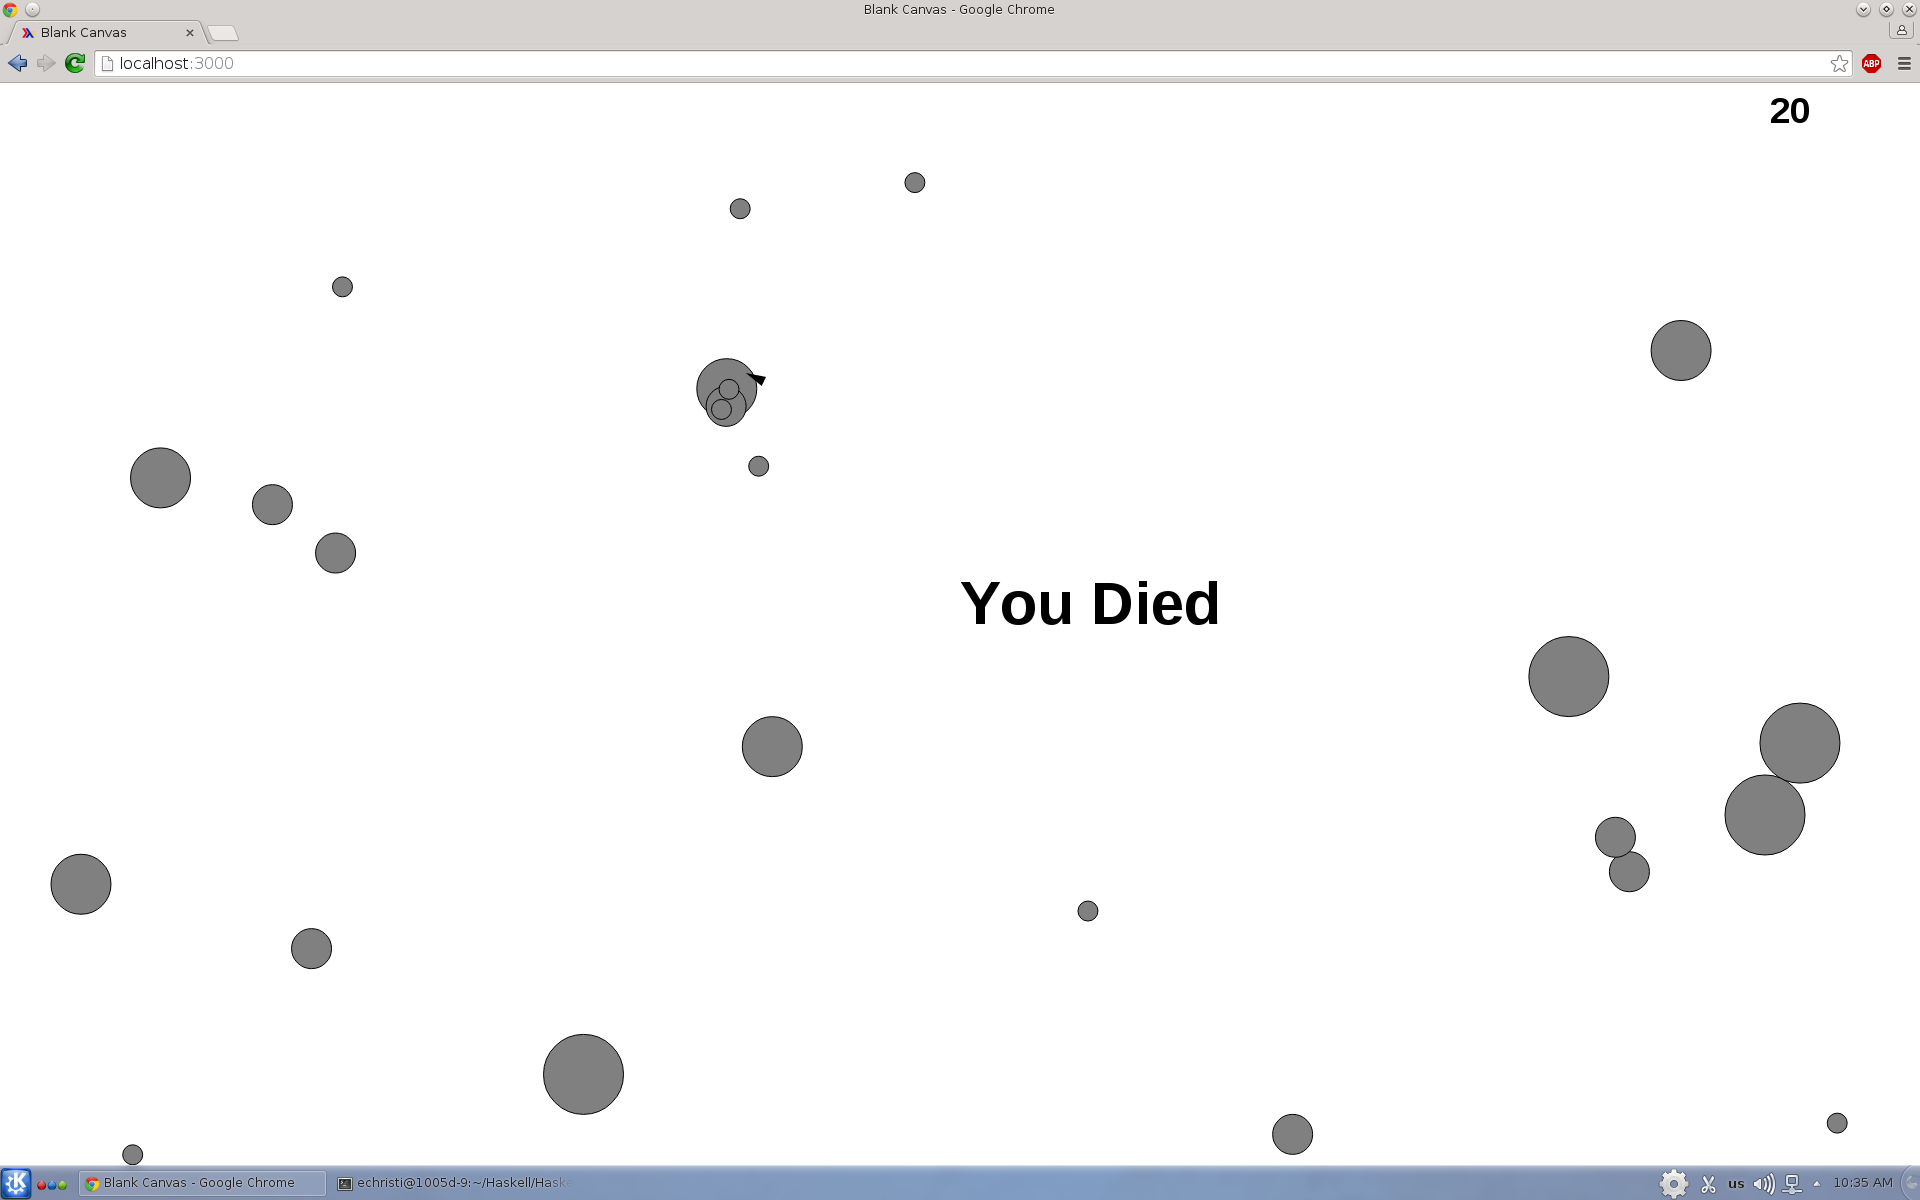 Blank Canvas - Google Chrome
Blank Canvas
localhost:3000
ABP
20
You Died
Blank Canvas - Google Chrome
echristi@1005d-9:~/Haskell/Haske
us
10:35 AM